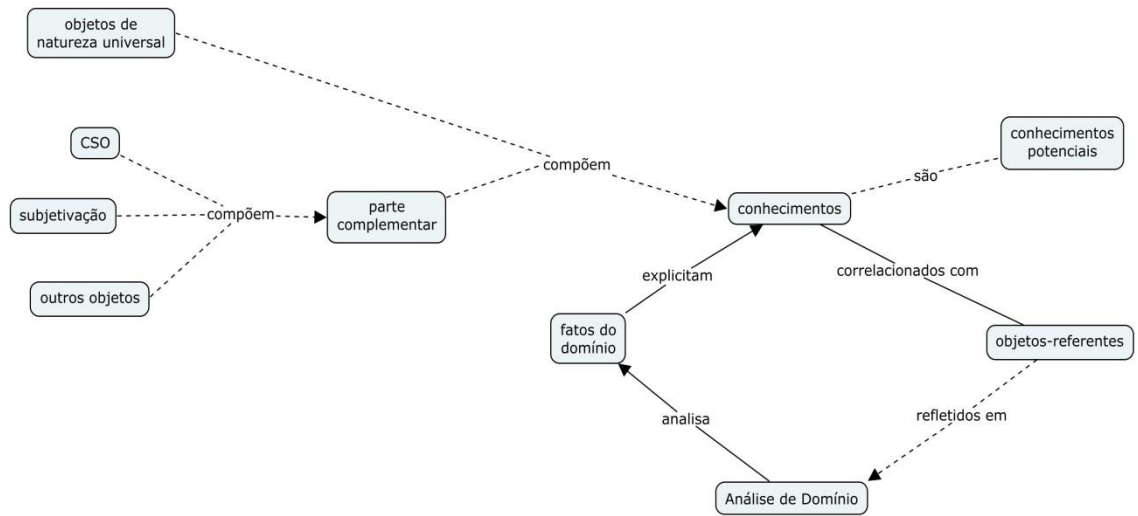 objetos de
natureza universal
CSO
conhecimentos
potenciais
compõem
são
subjetivação
compõem
parte
complementar
conhecimentos
explicitam
correlacionados com
outros objetos
fatos do
domínio
objetos-referentes
analisa
refletidos em
Análise de Domínio